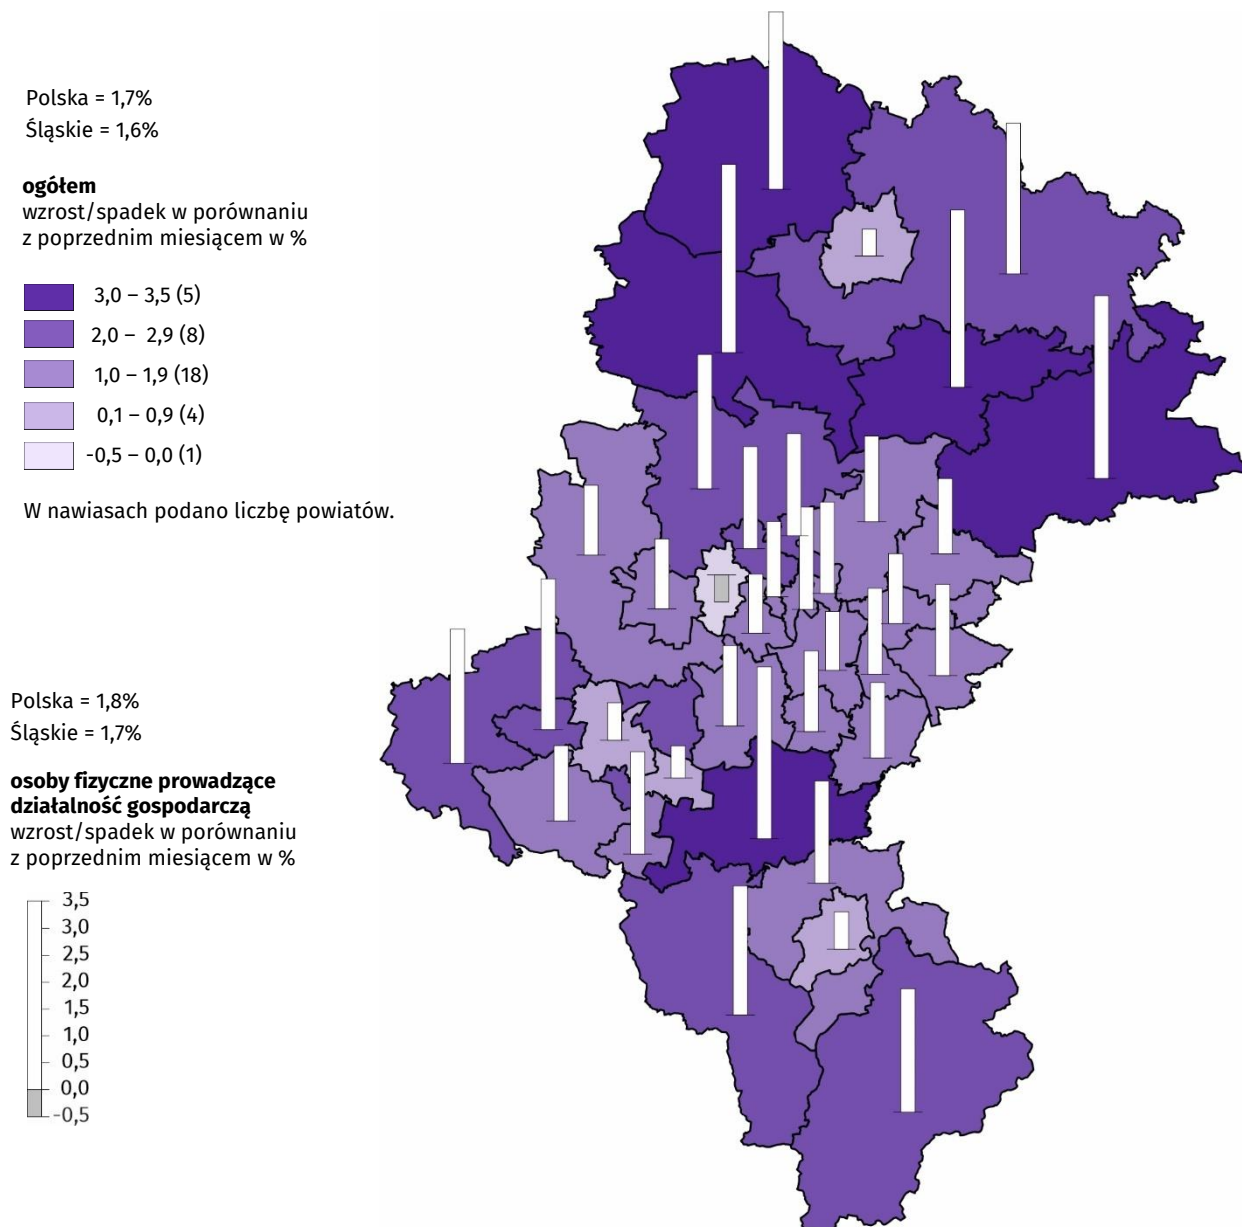 Polska = 1,7%
Śląskie = 1,6%
ogółem
wzrost/spadek w porównaniu
z poprzednim miesiącem w %
3,0 – 3,5 (5)
2,0 – 2,9 (8)
1,0 – 1,9 (18)
0,1 – 0,9 (4)
-0,5 – 0,0 (1)
W nawiasach podano liczbę powiatów.
Polska = 1,8%
Śląskie = 1,7%
osoby fizyczne prowadzące
działalność gospodarczą
wzrost/spadek w porównaniu
z poprzednim miesiącem w %
3,5
3,0
2,5
2,0
1,5
1,0
0,5
0,0
-0,5